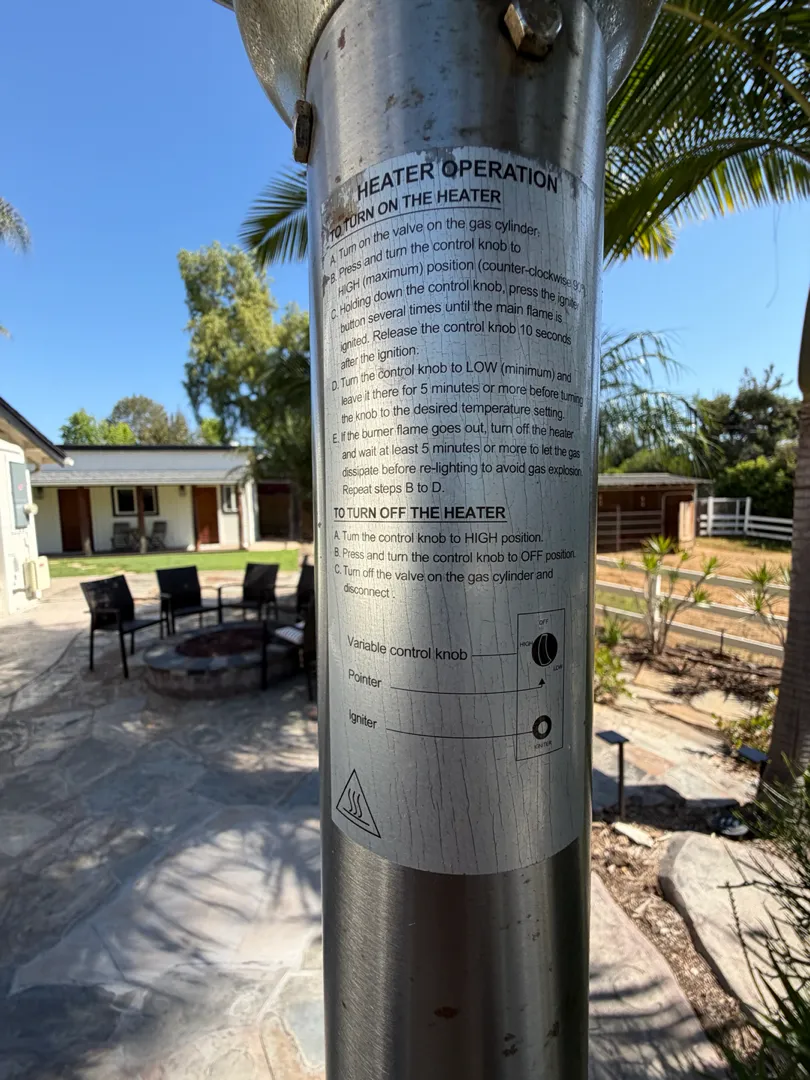 HEATER OPERATION
TO TURN ON THE HEATER
A. Turn on the valve on the gas cylinder.
B. Press and turn the control knob to
HIGH (maximum) position (counter-clockwise 90°
C. Holding down the control knob, press the igniter
button several times until the main flame is
ignited. Release the control knob 10 seconds
after the ignition.
D. Turn the control knob to LOW (minimum) and
leave it there for 5 minutes or more before turning
the knob to the desired temperature setting.
E. If the burner flame goes out, turn off the heater
and wait at least 5 minutes or more to let the gas
dissipate before re-lighting to avoid gas explosion.
Repeat steps B to D.
TO TURN OFF THE HEATER
A. Turn the control knob to HIGH position.
B. Press and turn the control knob to OFF position.
C. Turn off the valve on the gas cylinder and
disconnect .
OFF
HIGH
LOW
Variable control knob
Pointer
Igniter